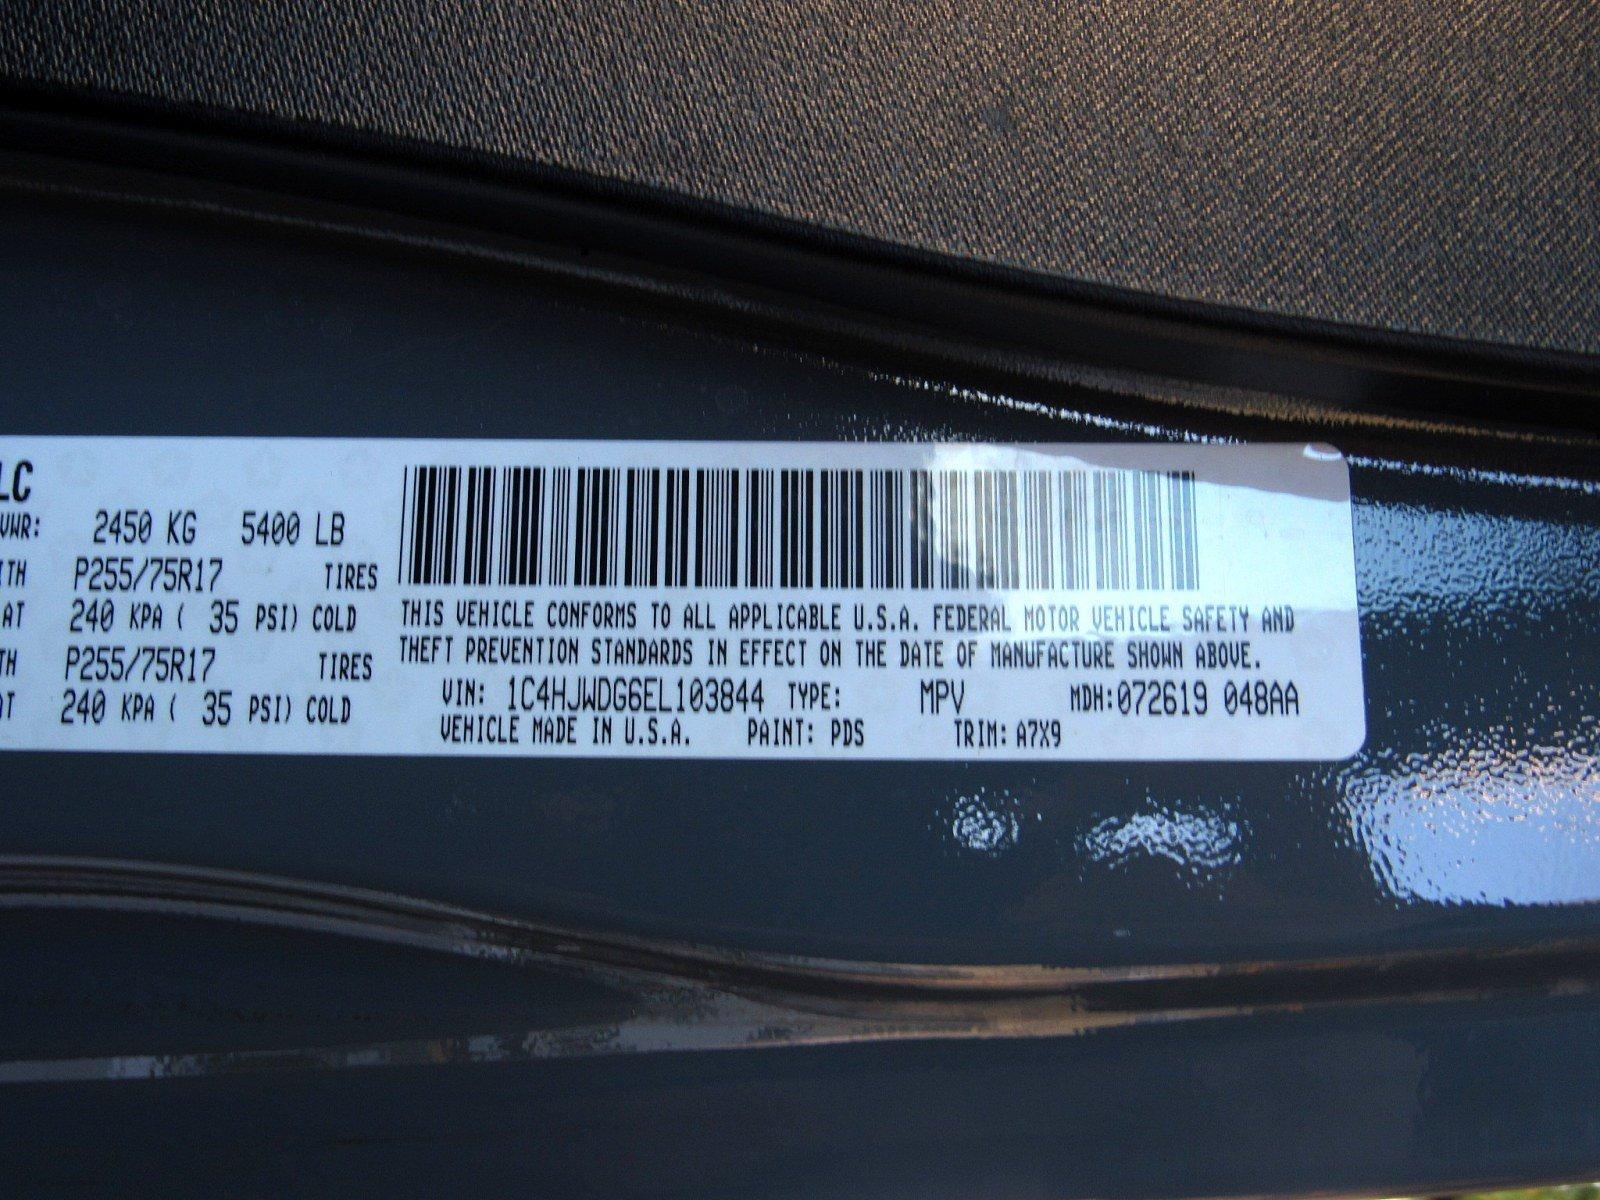 LC
VWR: 2450 KG 5400 LB
ITH P255/75R17 TIRES
AT 240 KPA ( 35 PSI) COLD
TH P255/75R17 TIRES
AT 240 KPA ( 35 PSI) COLD
THIS VEHICLE CONFORMS TO ALL APPLICABLE U.S.A. FEDERAL MOTOR VEHICLE SAFETY AND
THEFT PREVENTION STANDARDS IN EFFECT ON THE DATE OF MANUFACTURE SHOWN ABOVE.
VIN: 1C4HJWDG6EL103844 TYPE: MPV MDH:072619 048AA
VEHICLE MADE IN U.S.A. PAINT: PDS TRIM: A7X9